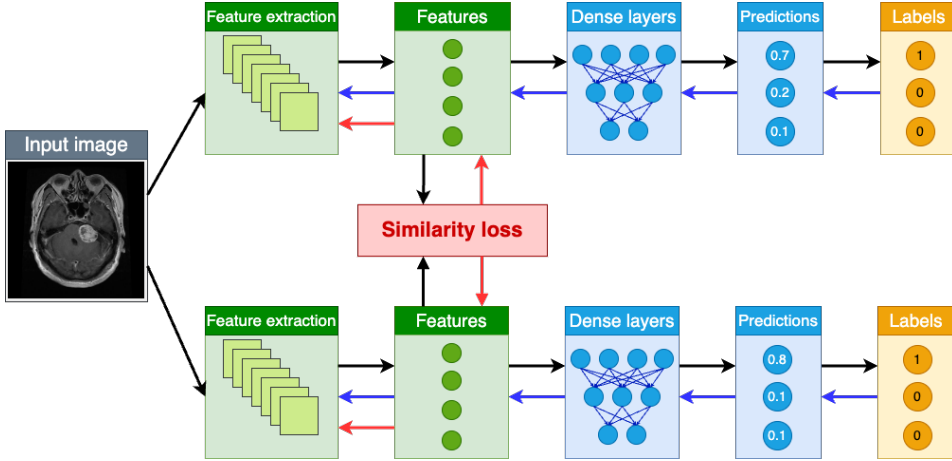 Feature extraction
Features
Dense layers
Predictions
Labels
0.7
1
0.2
0
0.1
0
Input image
Similarity loss
Feature extraction
Features
Dense layers
Predictions
Labels
0.8
1
0.1
0
0.1
0